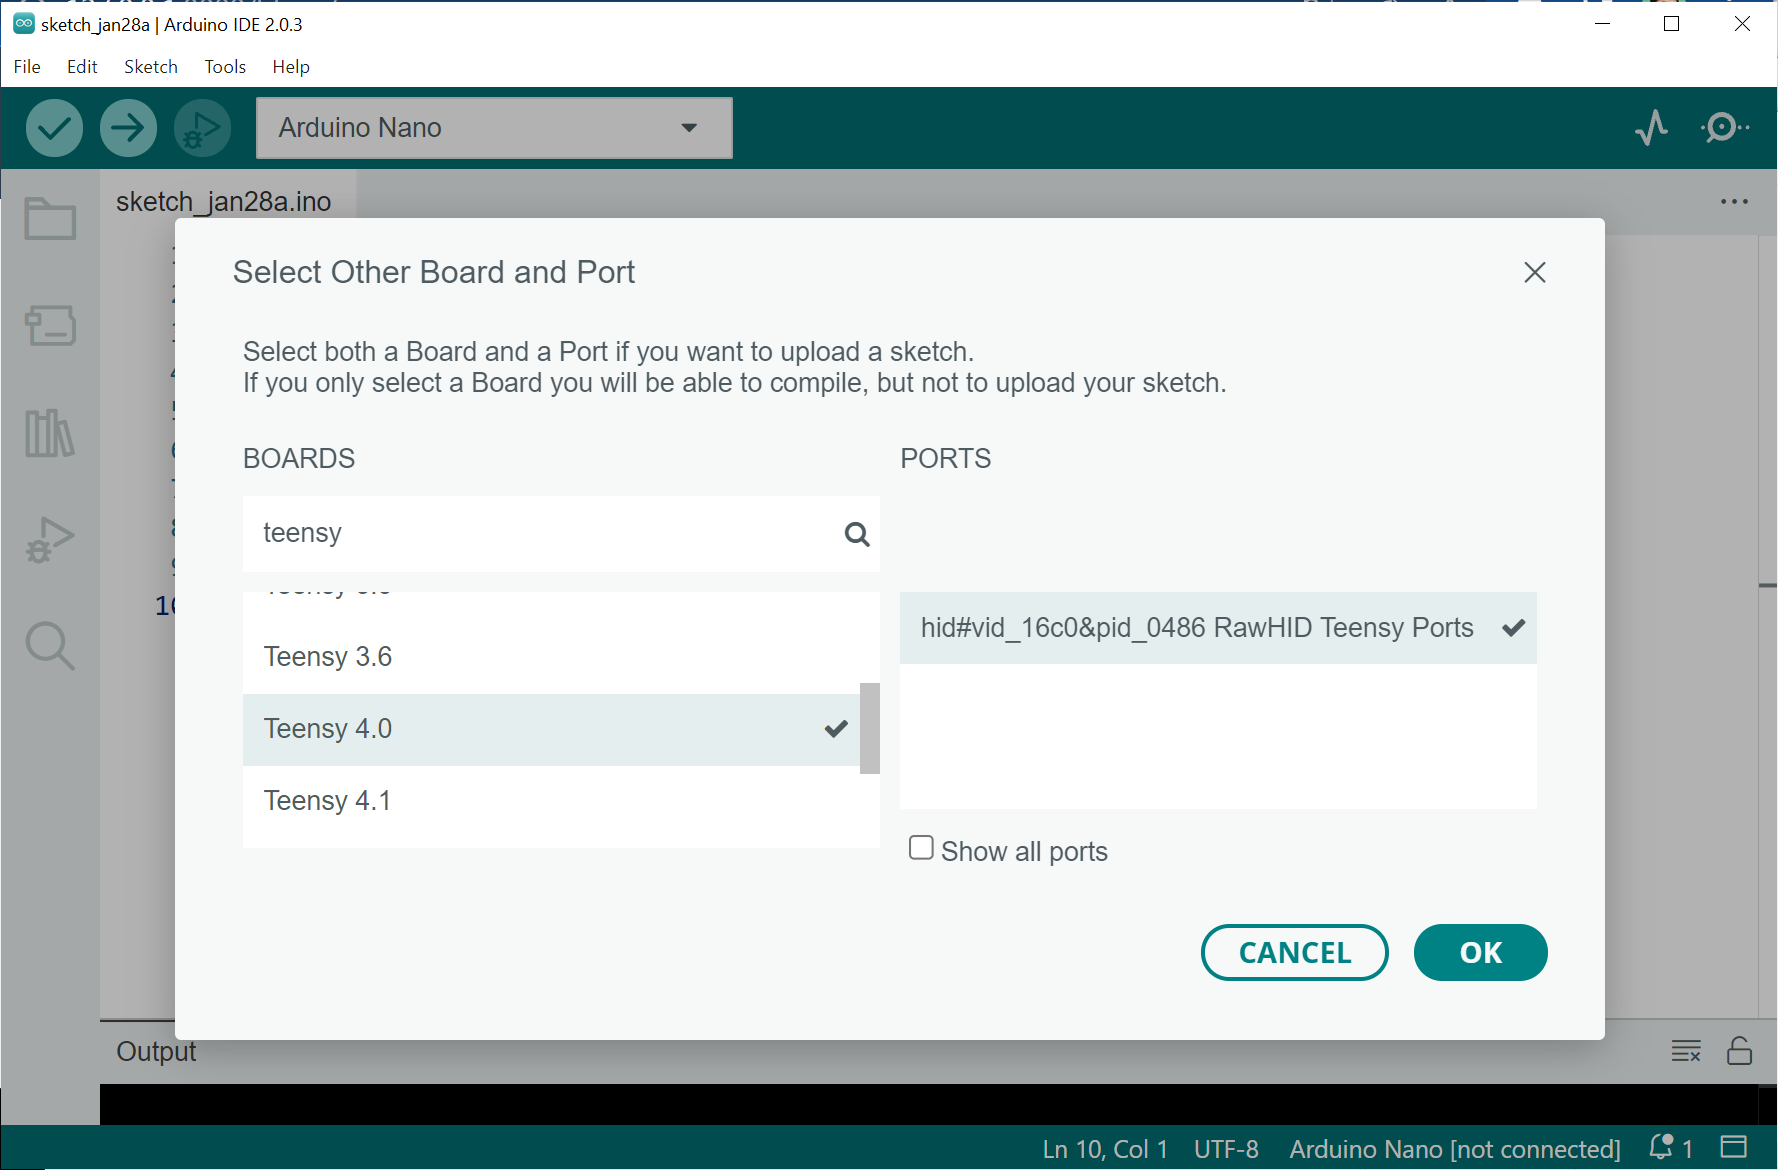 sketch_jan28a | Arduino IDE 2.0.3
File Edit Sketch Tools Help
Arduino Nano
sketch_jan28a.ino
Select Other Board and Port
Select both a Board and a Port if you want to upload a sketch.
If you only select a Board you will be able to compile, but not to upload your sketch.
BOARDS
PORTS
teensy
Teensy 3.6
Teensy 4.0
Teensy 4.1
hid#vid_16c0&pid_0486 RawHID Teensy Ports
Show all ports
CANCEL
OK
10
Output
Ln 10, Col 1 UTF-8 Arduino Nano [not connected] 1